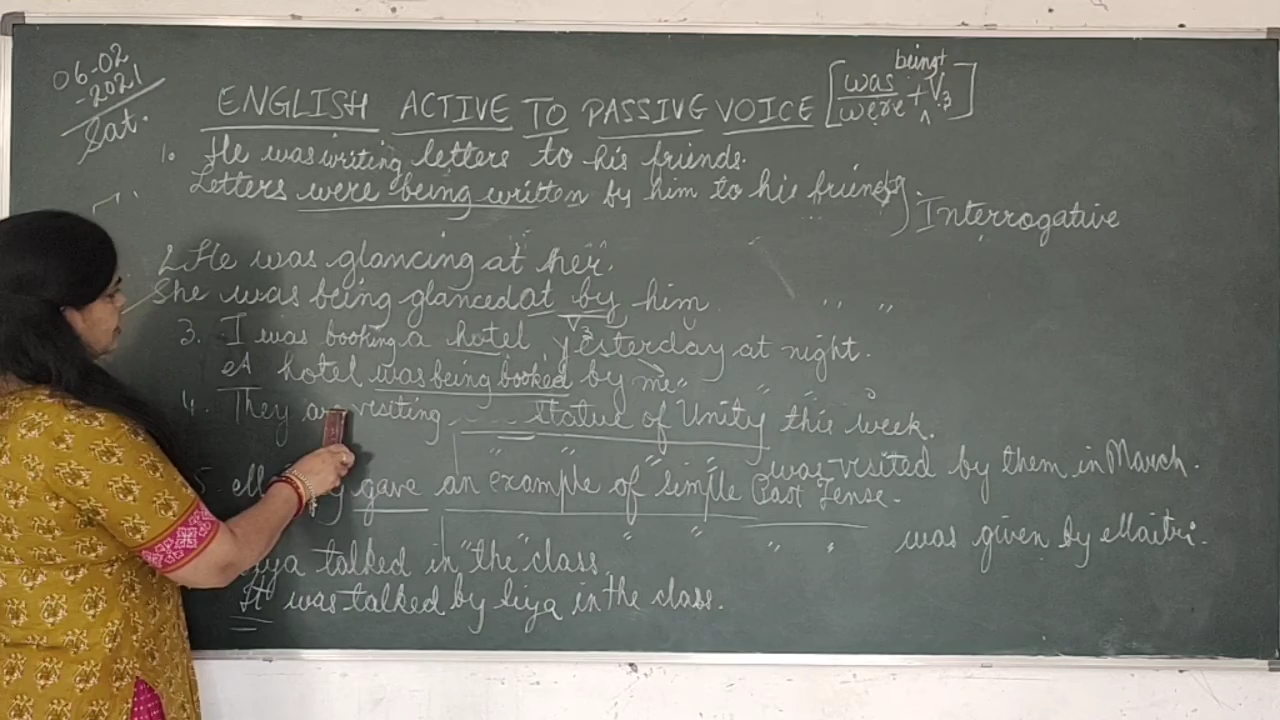 06-02
-2021
Sat.
ENGLISH ACTIVE TO PASSIVE VOICE [was/were + being + V3]
1. He was writing letters to his friends.
Letters were being written by him to his friends.
} Interrogative
2. He was glancing at her.
She was being glanced at by him. " "
V3
3. I was booking a hotel yesterday at night.
A hotel was being booked by me " " "
4. They are visiting ..... statue of Unity this week.
" " " " was visited by them in March.
5. gave an example of Simple Past Tense.
" " " " was given by Maitri.
talked in "the" class.
It was talked by liya in the class.